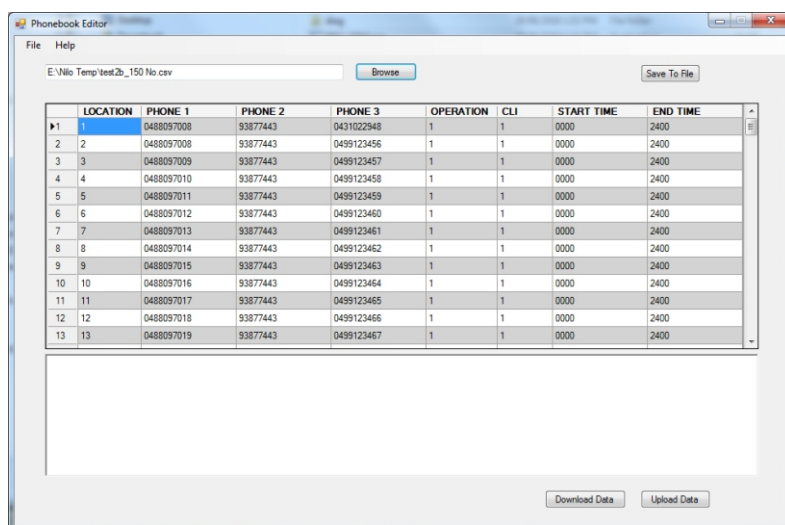 Phonebook Editor
File Help
E:\Nilo Temp\test2b_150 No.csv Browse Save To File
LOCATION PHONE 1 PHONE 2 PHONE 3 OPERATION CLI START TIME END TIME
1 1 0488097008 93877443 0431022948 1 1 0000 2400
2 2 0488097008 93877443 0499123456 1 1 0000 2400
3 3 0488097009 93877443 0499123457 1 1 0000 2400
4 4 0488097010 93877443 0499123458 1 1 0000 2400
5 5 0488097011 93877443 0499123459 1 1 0000 2400
6 6 0488097012 93877443 0499123460 1 1 0000 2400
7 7 0488097013 93877443 0499123461 1 1 0000 2400
8 8 0488097014 93877443 0499123462 1 1 0000 2400
9 9 0488097015 93877443 0499123463 1 1 0000 2400
10 10 0488097016 93877443 0499123464 1 1 0000 2400
11 11 0488097017 93877443 0499123465 1 1 0000 2400
12 12 0488097018 93877443 0499123466 1 1 0000 2400
13 13 0488097019 93877443 0499123467 1 1 0000 2400
Download Data Upload Data